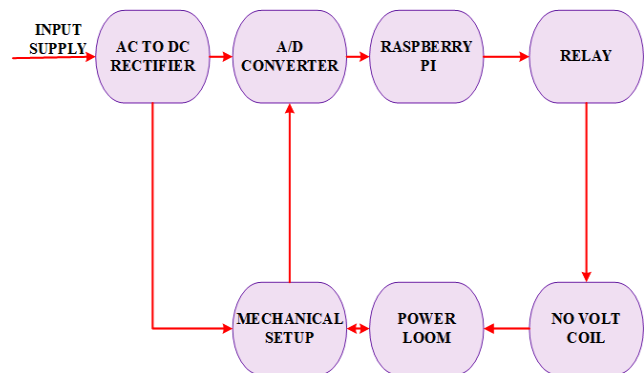 INPUT
SUPPLY
AC TO DC
RECTIFIER
A/D
CONVERTER
RASPBERRY
PI
RELAY
MECHANICAL
SETUP
POWER
LOOM
NO VOLT
COIL